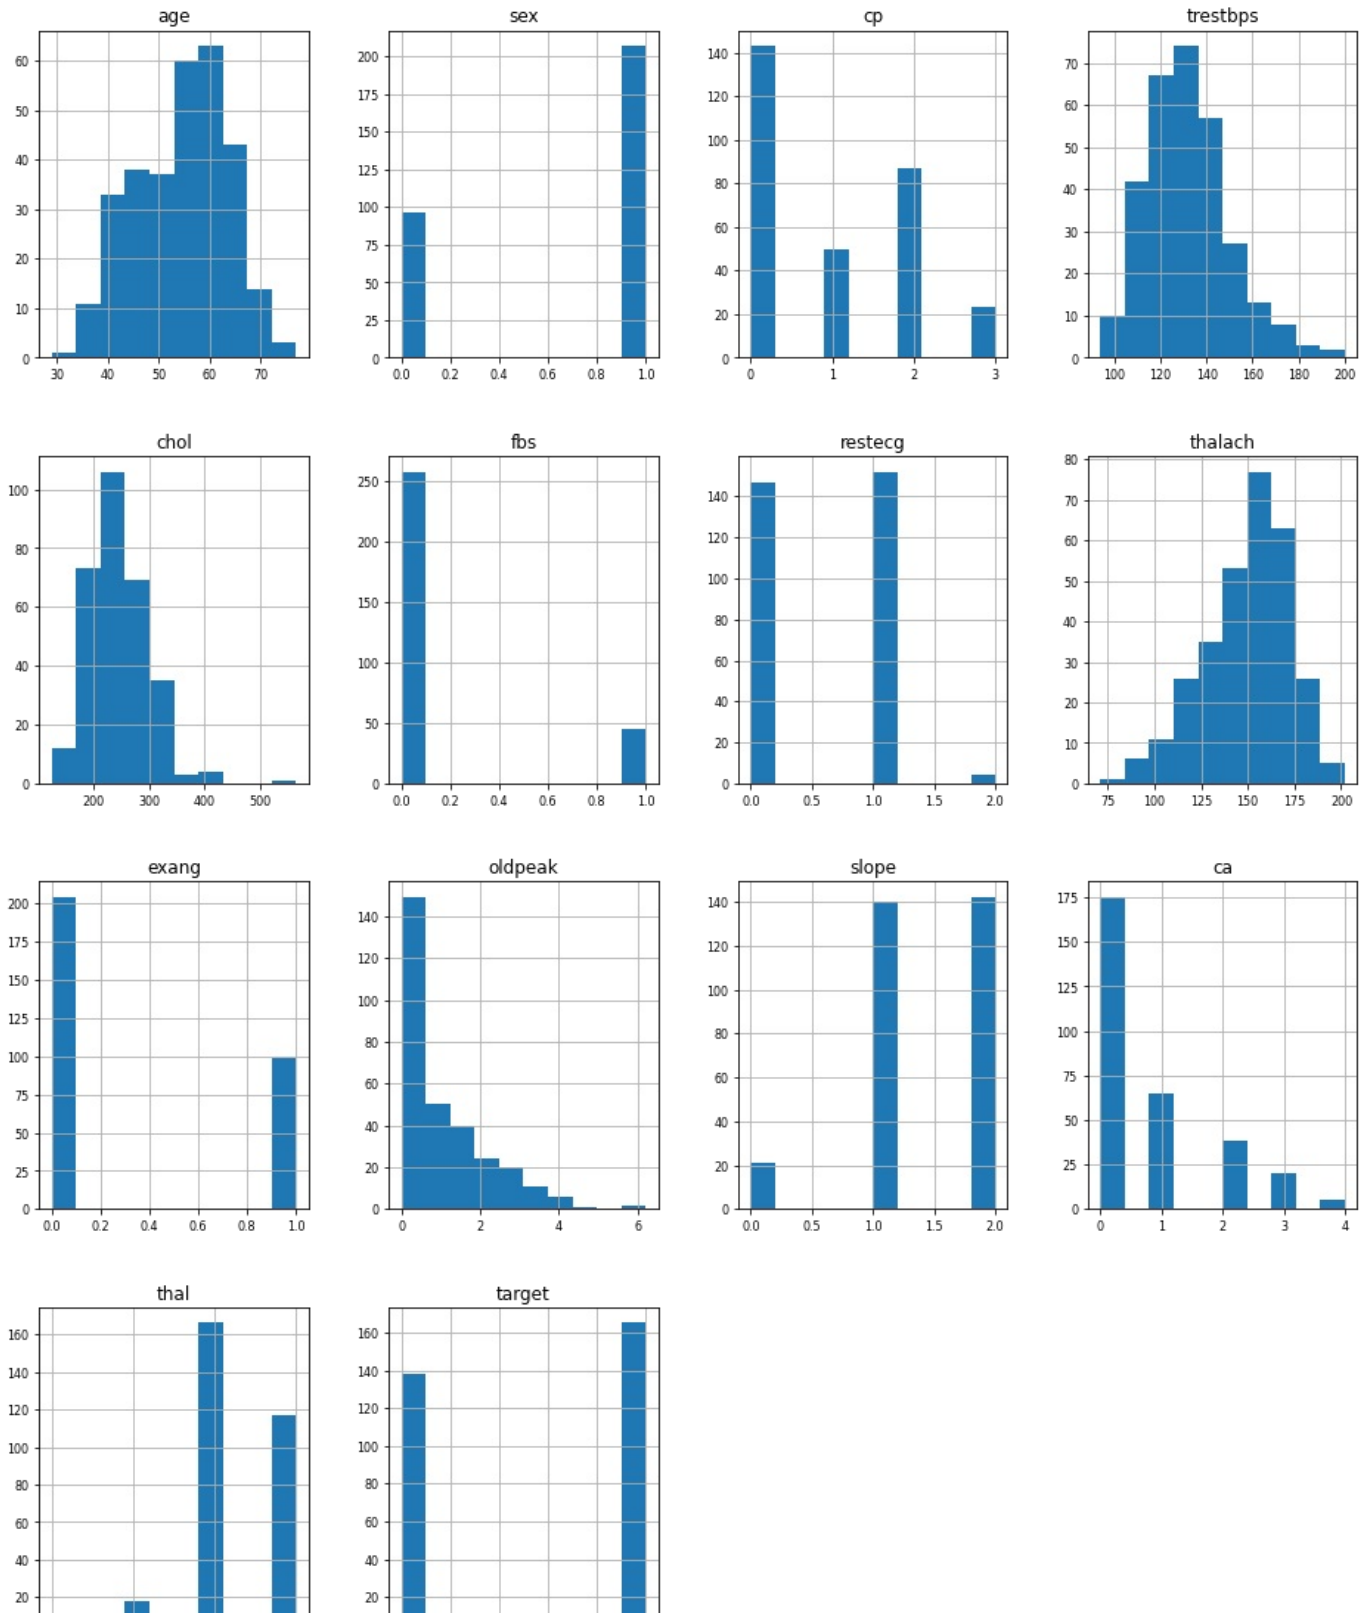 age sex cp trestbps
60 50 40 30 20 10 0
30 40 50 60 70
200 175 150 125 100 75 50 25 0
0.0 0.2 0.4 0.6 0.8 1.0
140 120 100 80 60 40 20 0
0 1 2 3
70 60 50 40 30 20 10 0
100 120 140 160 180 200
chol fbs restecg thalach
100 80 60 40 20 0
200 300 400 500
250 200 150 100 50 0
0.0 0.2 0.4 0.6 0.8 1.0
140 120 100 80 60 40 20 0
0.0 0.5 1.0 1.5 2.0
80 70 60 50 40 30 20 10 0
75 100 125 150 175 200
exang oldpeak slope ca
200 175 150 125 100 75 50 25 0
0.0 0.2 0.4 0.6 0.8 1.0
140 120 100 80 60 40 20 0
0 2 4 6
140 120 100 80 60 40 20 0
0.0 0.5 1.0 1.5 2.0
175 150 125 100 75 50 25 0
0 1 2 3 4
thal target
160 140 120 100 80 60 40 20
160 140 120 100 80 60 40 20